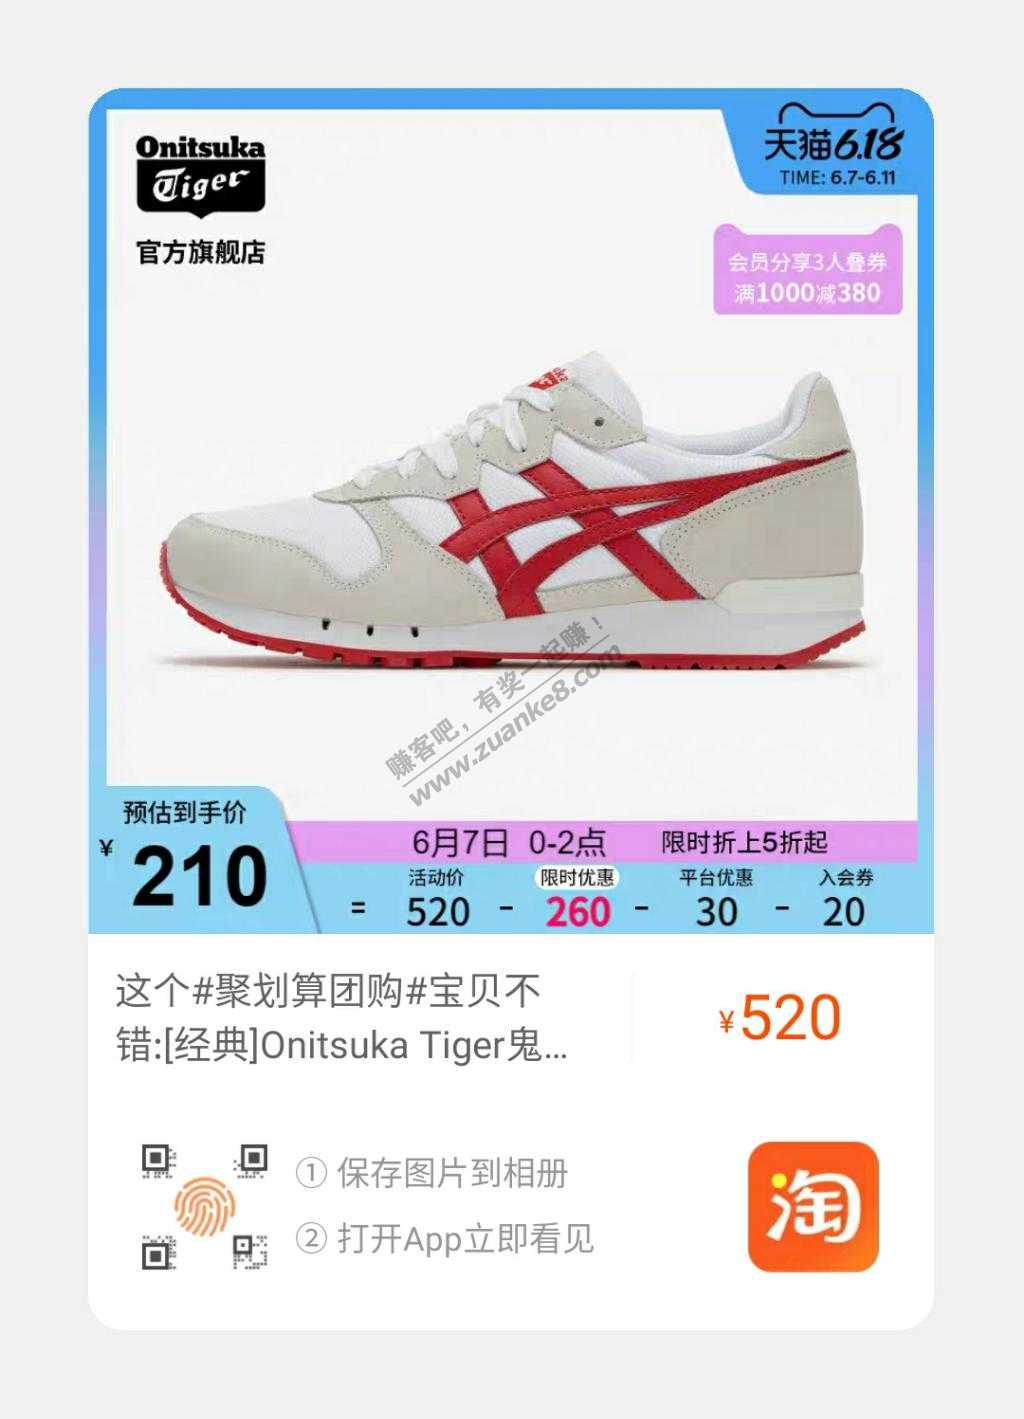 Onitsuka
Tiger
官方旗舰店
天猫6.18
TIME: 6.7-6.11
会员分享3人叠券
满1000减380
Tiger
赚客吧，有奖一起赚！
www.zuanke8.com
预估到手价
¥ 210
6月7日 0-2点 限时折上5折起
活动价 限时优惠 平台优惠 入会券
= 520 - 260 - 30 - 20
这个#聚划算团购#宝贝不
错:[经典]Onitsuka Tiger鬼...
¥520
① 保存图片到相册
② 打开App立即看见
淘